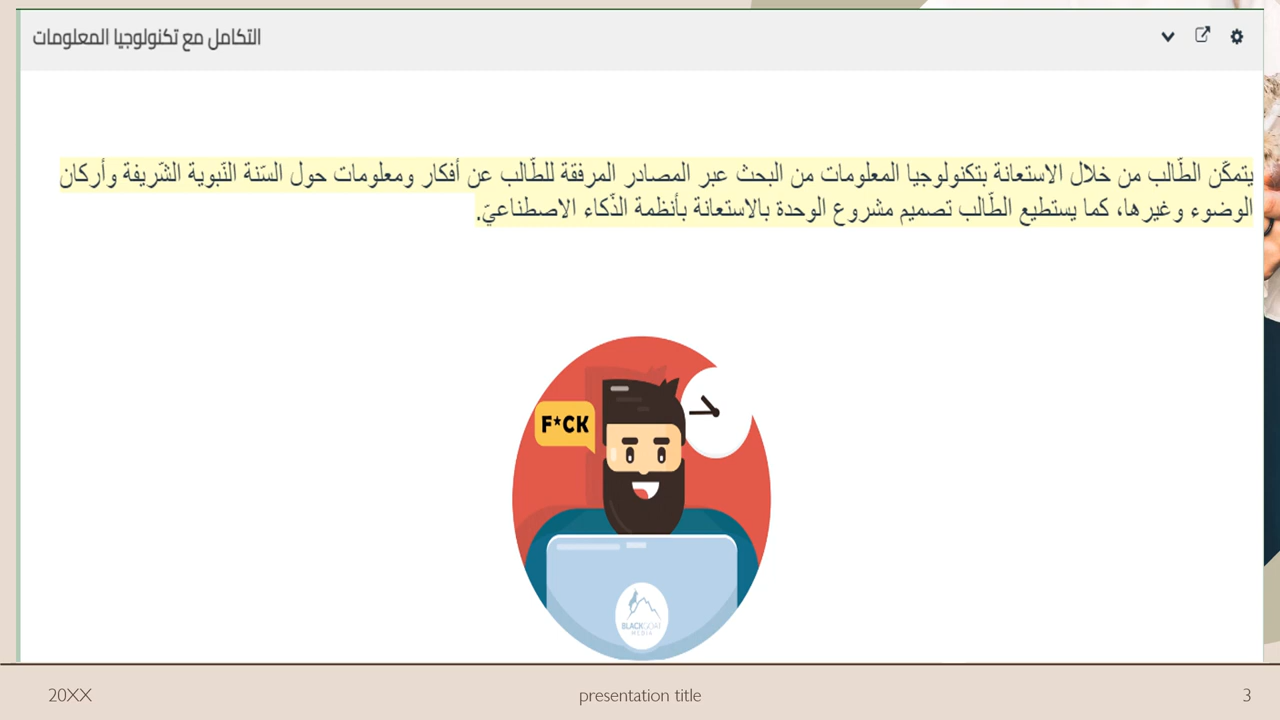 التكامل مع تكنولوجيا المعلومات
يتمكّن الطّالب من خلال الاستعانة بتكنولوجيا المعلومات من البحث عبر المصادر المرفقة للطّالب عن أفكار ومعلومات حول السّنة النّبوية الشّريفة وأركان
الوضوء وغيرها، كما يستطيع الطّالب تصميم مشروع الوحدة بالاستعانة بأنظمة الذّكاء الاصطناعيّ.
F*CK
BLACKGOAT
MEDIA
20XX
presentation title
3